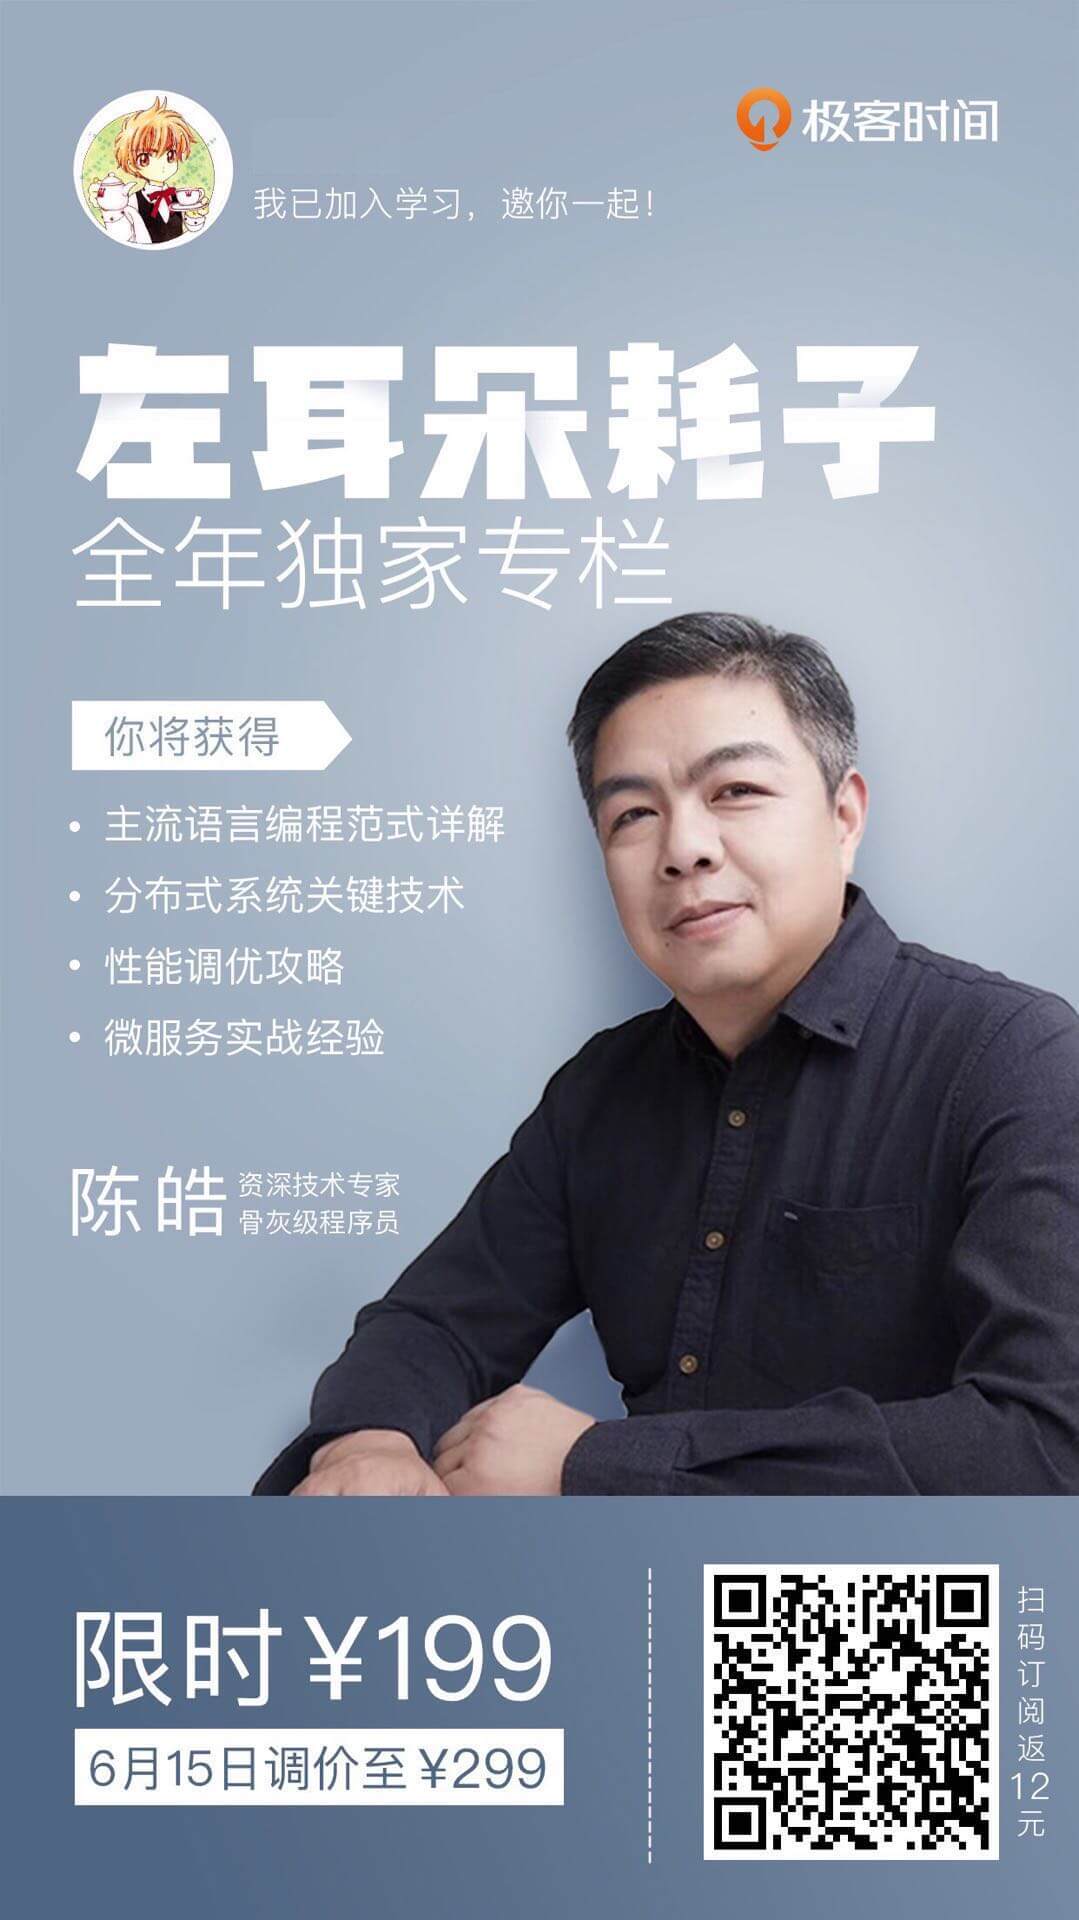 极客时间
我已加入学习，邀你一起！
左耳朵耗子
全年独家专栏
你将获得
• 主流语言编程范式详解
• 分布式系统关键技术
• 性能调优攻略
• 微服务实战经验
陈皓
资深技术专家
骨灰级程序员
限时¥199
6月15日调价至¥299
扫码订阅返12元